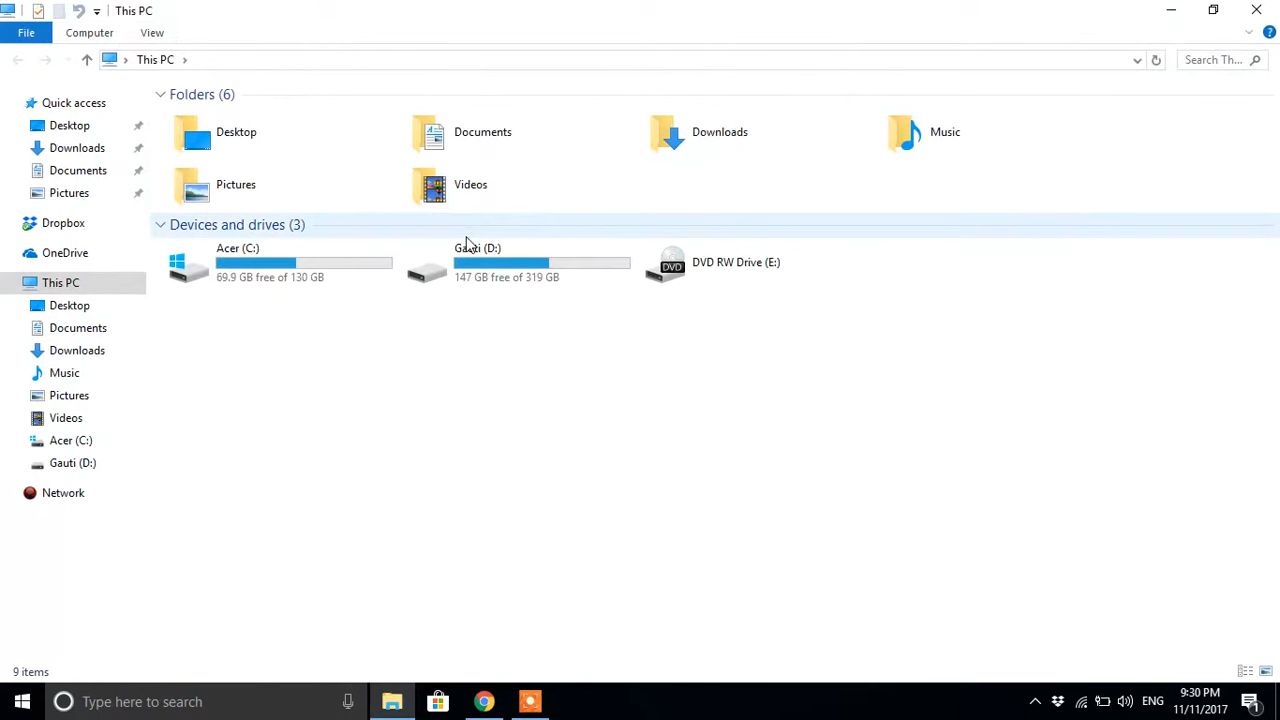 This PC
File Computer View
This PC
Search Th...
Quick access
Desktop
Downloads
Documents
Pictures
Dropbox
OneDrive
This PC
Desktop
Documents
Downloads
Music
Pictures
Videos
Acer (C:)
Gauti (D:)
Network
Folders (6)
Desktop Documents Downloads Music
Pictures Videos
Devices and drives (3)
Acer (C:)
69.9 GB free of 130 GB
Gauti (D:)
147 GB free of 319 GB
DVD
DVD RW Drive (E:)
9 items
Type here to search
ENG
9:30 PM
11/11/2017
1